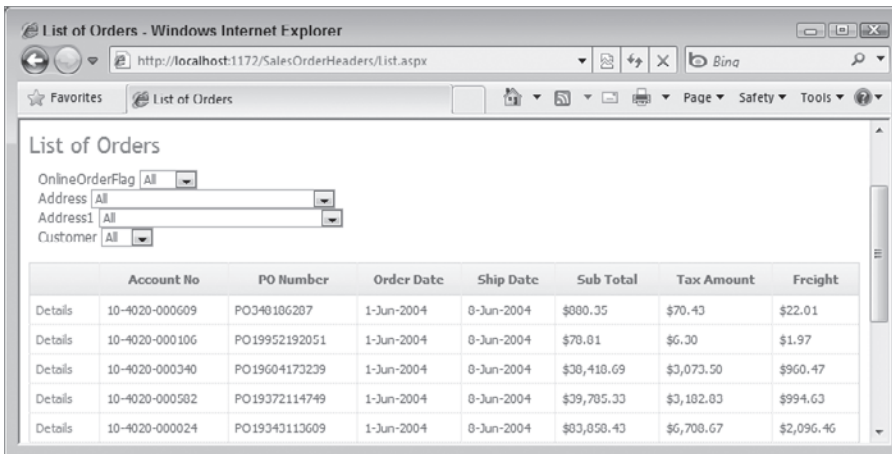 List of Orders - Windows Internet Explorer
http://localhost:1172/SalesOrderHeaders/List.aspx
Bing
Favorites List of Orders Page Safety Tools
List of Orders
OnlineOrderFlag All
Address All
Address1 All
Customer All
Account No PO Number Order Date Ship Date Sub Total Tax Amount Freight
Details 10-4020-000609 PO348186287 1-Jun-2004 8-Jun-2004 $880.35 $70.43 $22.01
Details 10-4020-000106 PO19952192051 1-Jun-2004 8-Jun-2004 $78.81 $6.30 $1.97
Details 10-4020-000340 PO19604173239 1-Jun-2004 8-Jun-2004 $38,418.69 $3,073.50 $960.47
Details 10-4020-000582 PO19372114749 1-Jun-2004 8-Jun-2004 $39,785.33 $3,182.83 $994.63
Details 10-4020-000024 PO19343113609 1-Jun-2004 8-Jun-2004 $83,858.43 $6,708.67 $2,096.46